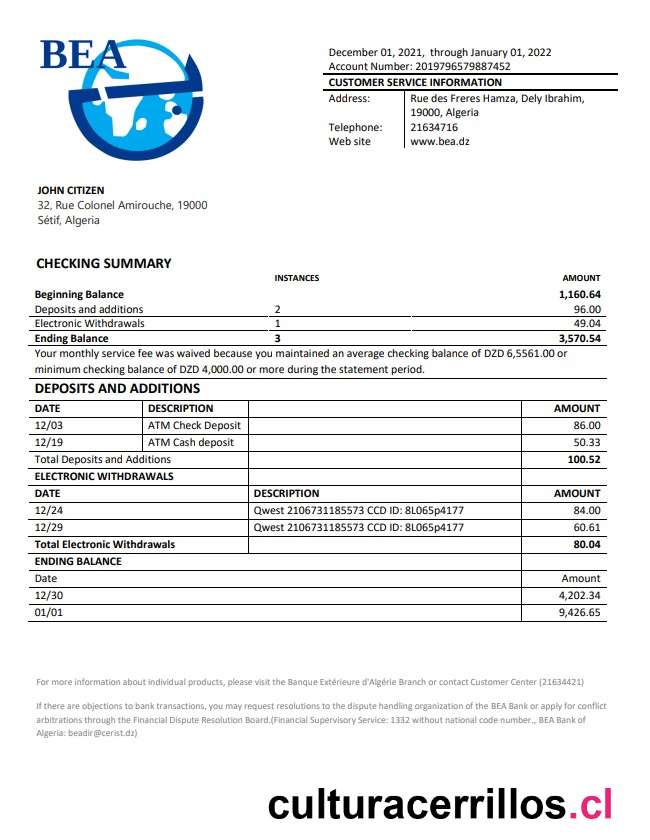 BEA
December 01, 2021, through January 01, 2022
Account Number: 2019796579887452
CUSTOMER SERVICE INFORMATION
Address: Rue des Freres Hamza, Dely Ibrahim,
19000, Algeria
Telephone: 21634716
Web site www.bea.dz
JOHN CITIZEN
32, Rue Colonel Amirouche, 19000
Sétif, Algeria
CHECKING SUMMARY
INSTANCES AMOUNT
Beginning Balance 1,160.64
Deposits and additions 2 96.00
Electronic Withdrawals 1 49.04
Ending Balance 3 3,570.54
Your monthly service fee was waived because you maintained an average checking balance of DZD 6,5561.00 or
minimum checking balance of DZD 4,000.00 or more during the statement period.
DEPOSITS AND ADDITIONS
DATE DESCRIPTION AMOUNT
12/03 ATM Check Deposit 86.00
12/19 ATM Cash deposit 50.33
Total Deposits and Additions 100.52
ELECTRONIC WITHDRAWALS
DATE DESCRIPTION AMOUNT
12/24 Qwest 2106731185573 CCD ID: 8L065p4177 84.00
12/29 Qwest 2106731185573 CCD ID: 8L065p4177 60.61
Total Electronic Withdrawals 80.04
ENDING BALANCE
Date Amount
12/30 4,202.34
01/01 9,426.65
For more information about individual products, please visit the Banque Extérieure d'Algérie Branch or contact Customer Center (21634421)
If there are objections to bank transactions, you may request resolutions to the dispute handling organization of the BEA Bank or apply for conflict
arbitrations through the Financial Dispute Resolution Board.(Financial Supervisory Service: 1332 without national code number., BEA Bank of
Algeria: beadir@cerist.dz)
culturacerrillos.cl